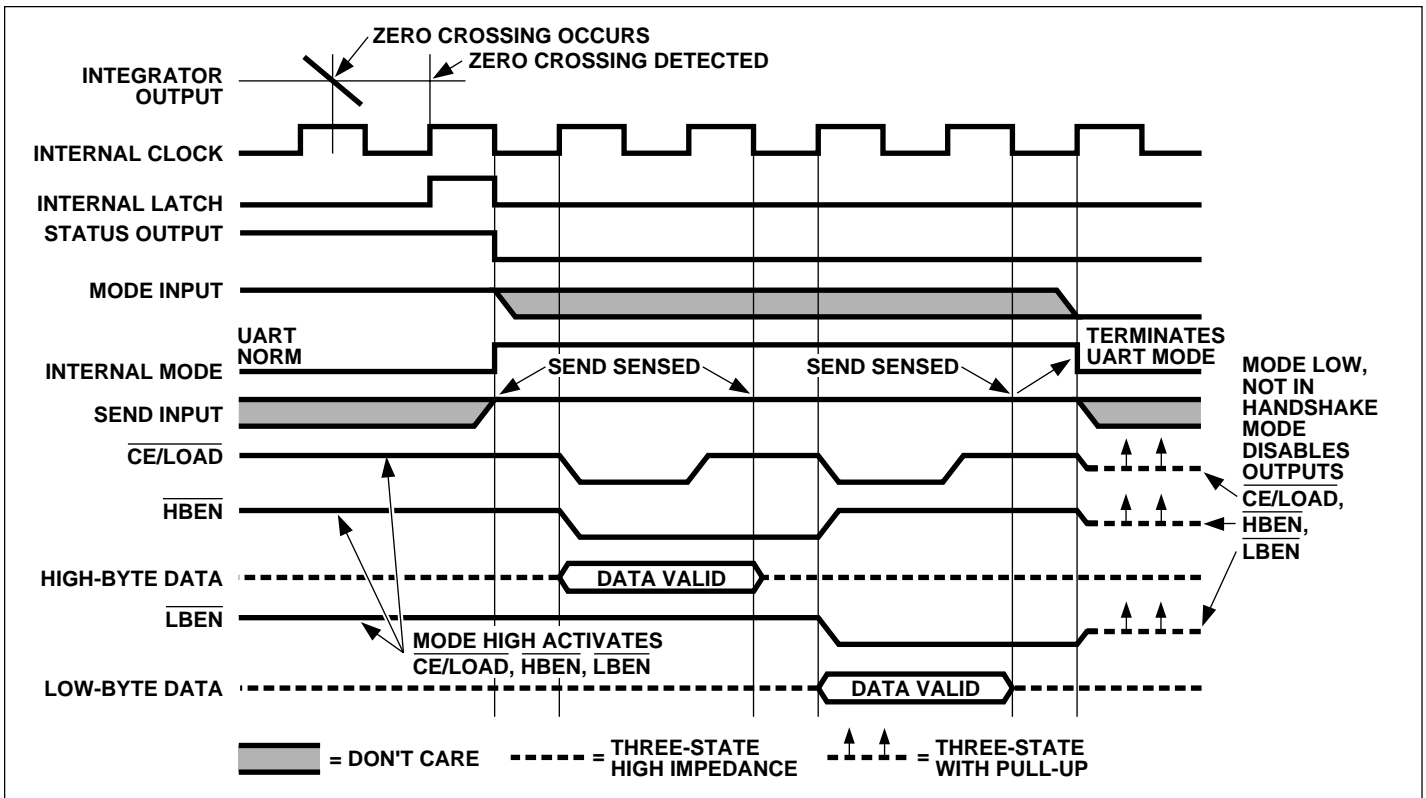 ZERO CROSSING OCCURS
ZERO CROSSING DETECTED
INTEGRATOR
OUTPUT
INTERNAL CLOCK
INTERNAL LATCH
STATUS OUTPUT
MODE INPUT
UART
NORM
TERMINATES
UART MODE
INTERNAL MODE
SEND SENSED
SEND SENSED
MODE LOW,
NOT IN
HANDSHAKE
MODE
DISABLES
OUTPUTS
CE/LOAD,
HBEN,
LBEN
SEND INPUT
CE/LOAD
HBEN
HIGH-BYTE DATA
DATA VALID
LBEN
MODE HIGH ACTIVATES
CE/LOAD, HBEN, LBEN
LOW-BYTE DATA
DATA VALID
= DON'T CARE
= THREE-STATE
HIGH IMPEDANCE
= THREE-STATE
WITH PULL-UP